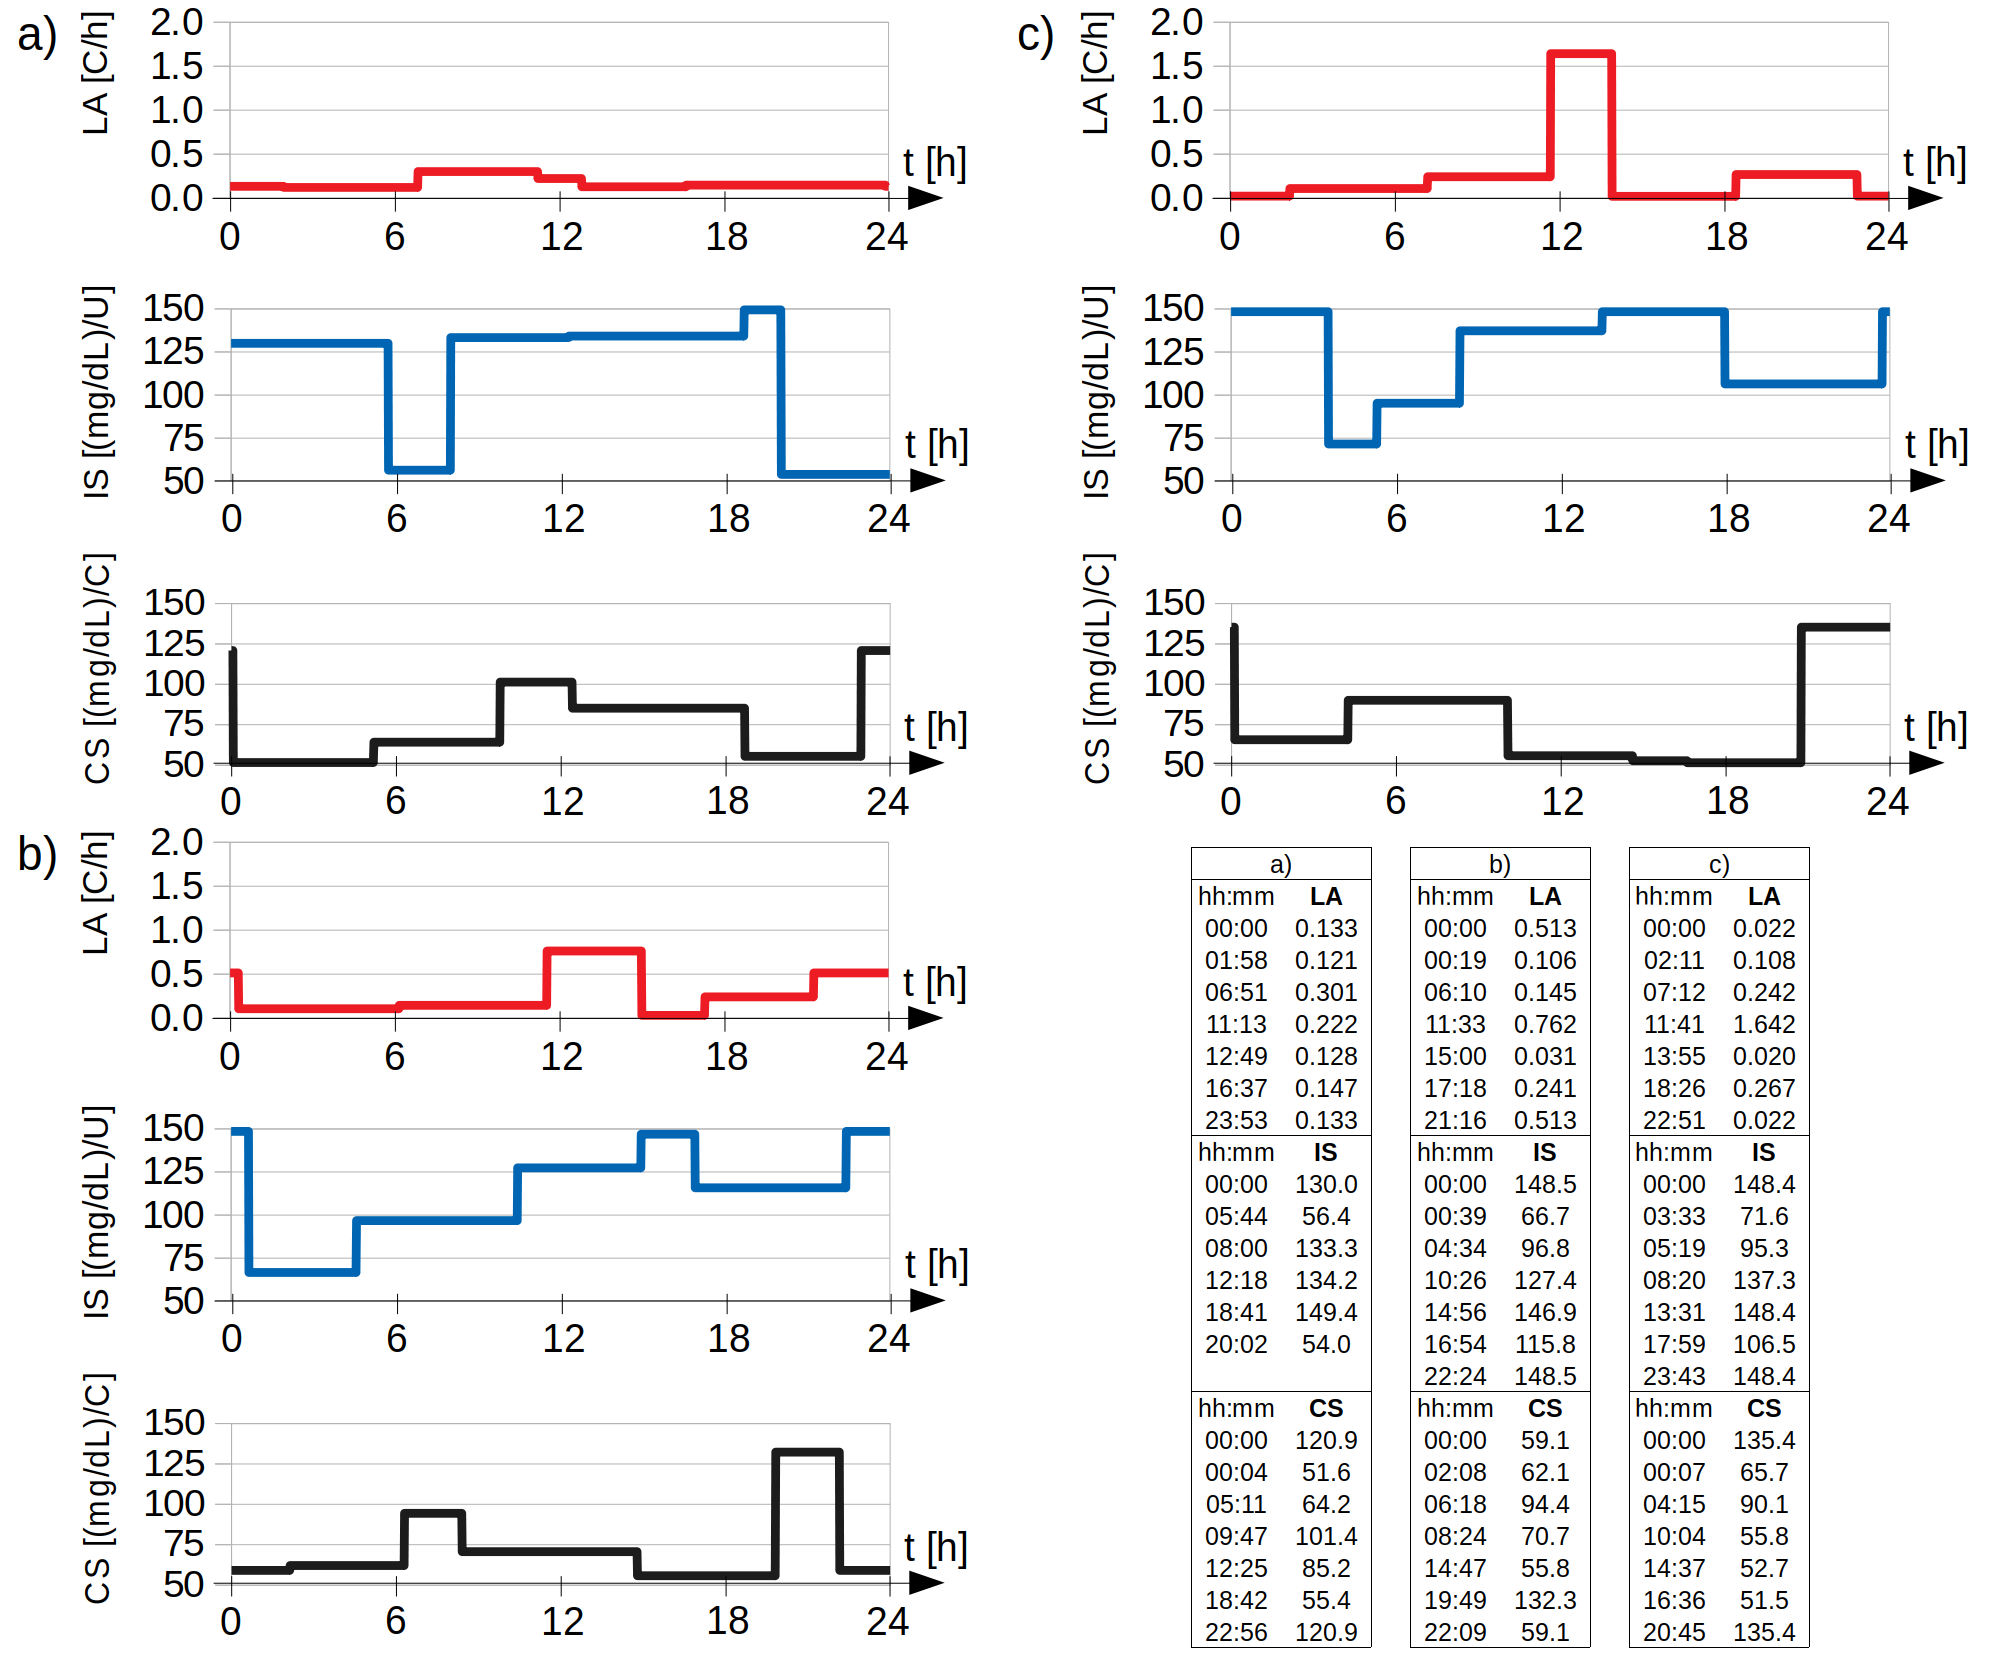 a)
LA [C/h]
2.0
1.5
1.0
0.5
0.0
t [h]
0 6 12 18 24
IS [(mg/dL)/U]
150
125
100
75
50
t [h]
0 6 12 18 24
CS [(mg/dL)/C]
150
125
100
75
50
t [h]
0 6 12 18 24
b)
LA [C/h]
2.0
1.5
1.0
0.5
0.0
t [h]
0 6 12 18 24
IS [(mg/dL)/U]
150
125
100
75
50
t [h]
0 6 12 18 24
CS [(mg/dL)/C]
150
125
100
75
50
t [h]
0 6 12 18 24
c)
LA [C/h]
2.0
1.5
1.0
0.5
0.0
t [h]
0 6 12 18 24
IS [(mg/dL)/U]
150
125
100
75
50
t [h]
0 6 12 18 24
CS [(mg/dL)/C]
150
125
100
75
50
t [h]
0 6 12 18 24
a)
hh:mm LA
00:00 0.133
01:58 0.121
06:51 0.301
11:13 0.222
12:49 0.128
16:37 0.147
23:53 0.133
hh:mm IS
00:00 130.0
05:44 56.4
08:00 133.3
12:18 134.2
18:41 149.4
20:02 54.0
hh:mm CS
00:00 120.9
00:04 51.6
05:11 64.2
09:47 101.4
12:25 85.2
18:42 55.4
22:56 120.9
b)
hh:mm LA
00:00 0.513
00:19 0.106
06:10 0.145
11:33 0.762
15:00 0.031
17:18 0.241
21:16 0.513
hh:mm IS
00:00 148.5
00:39 66.7
04:34 96.8
10:26 127.4
14:56 146.9
16:54 115.8
22:24 148.5
hh:mm CS
00:00 59.1
02:08 62.1
06:18 94.4
08:24 70.7
14:47 55.8
19:49 132.3
22:09 59.1
c)
hh:mm LA
00:00 0.022
02:11 0.108
07:12 0.242
11:41 1.642
13:55 0.020
18:26 0.267
22:51 0.022
hh:mm IS
00:00 148.4
03:33 71.6
05:19 95.3
08:20 137.3
13:31 148.4
17:59 106.5
23:43 148.4
hh:mm CS
00:00 135.4
00:07 65.7
04:15 90.1
10:04 55.8
14:37 52.7
16:36 51.5
20:45 135.4